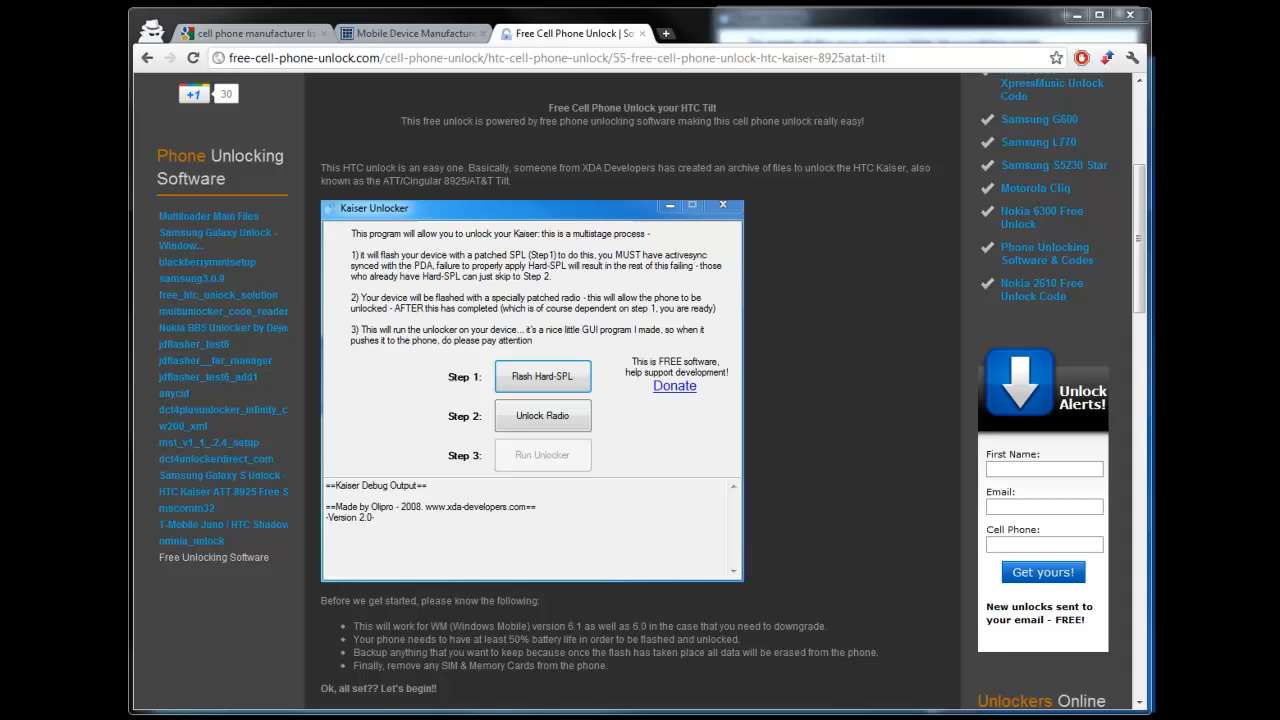 cell phone manufacturer lis
Mobile Device Manufacture
Free Cell Phone Unlock | So
free-cell-phone-unlock.com/cell-phone-unlock/htc-kaiser-phone-unlock/55-free-cell-phone-unlock-htc-kaiser-8925atat-tilt
+1 30
Phone Unlocking
Software
Multiloader Main Files
Samsung Galaxy Unlock -
Window...
samsung3.0.9
free_htc_unlock_solution
multiunlocker_code_reader
Nokia BB5 Unlocker by Deja
jdflasher_test6
jdflasher__far_manager
jdflasher_test6_add1
anycid
dct4plusunlocker_infinity_c
w200_xml
dct4unlockerdirect_com
Samsung Galaxy S Unlock -
HTC Kaiser ATT 8925 Free S
mscomm32
T-Mobile Juno / HTC Shadow
omnia_unlock
Free Unlocking Software
Free Cell Phone Unlock your HTC Tilt
This free unlock is powered by free phone unlocking software making this cell phone unlock really easy!
This HTC unlock is an easy one. Basically, someone from XDA Developers has created an archive of files to unlock the HTC Kaiser, also
known as the ATT/Cingular 8925/AT&T Tilt.
Kaiser Unlocker
This program will allow you to unlock your Kaiser: this is a multistage process -
1) it will flash your device with a patched SPL (Step1) to do this, you MUST have activesync
synced with the PDA, failure to properly apply Hard-SPL will result in the rest of this failing - those
who already have Hard-SPL can just skip to Step 2.
2) Your device will be flashed with a specially patched radio - this will allow the phone to be
unlocked - AFTER this has completed (which is of course dependent on step 1, you are ready)
3) This will run the unlocker on your device... it's a nice little GUI program I made, so when it
pushes it to the phone, do please pay attention
Step 1: Flash Hard-SPL
This is FREE software,
help support development!
Donate
Step 2: Unlock Radio
Step 3: Run Unlocker
==Kaiser Debug Output==
==Made by Olipro - 2008. www.xda-developers.com==
-Version 2.0-
Before we get started, please know the following:
This will work for WM (Windows Mobile) version 6.1 as well as 6.0 in the case that you need to downgrade.
Your phone needs to have at least 50% battery life in order to be flashed and unlocked.
Backup anything that you want to keep because once the flash has taken place all data will be erased from the phone.
Finally, remove any SIM & Memory Cards from the phone.
Ok, all set?? Let's begin!!
XpressMusic Unlock
Code
Samsung G600
Samsung L770
Samsung S5230 Star
Motorola Cliq
Nokia 6300 Free
Unlock
Phone Unlocking
Software & Codes
Nokia 2610 Free
Unlock Code
Unlock
Alerts!
First Name:
Email:
Cell Phone:
Get yours!
New unlocks sent to
your email - FREE!
Unlockers Online